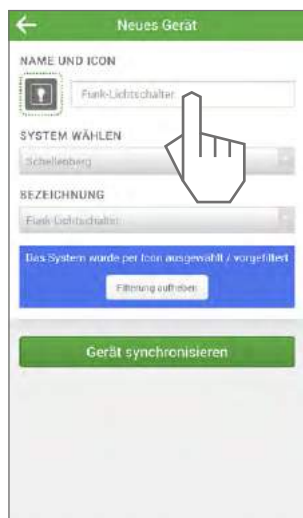 Neues Gerät
NAME UND ICON
Funk-Lichtschalter
SYSTEM WÄHLEN
Schellenberg
BEZEICHNUNG
Funk-Lichtschalter
Das System wurde per Icon ausgewählt / vorgefiltert
Filterung aufheben
Gerät synchronisieren